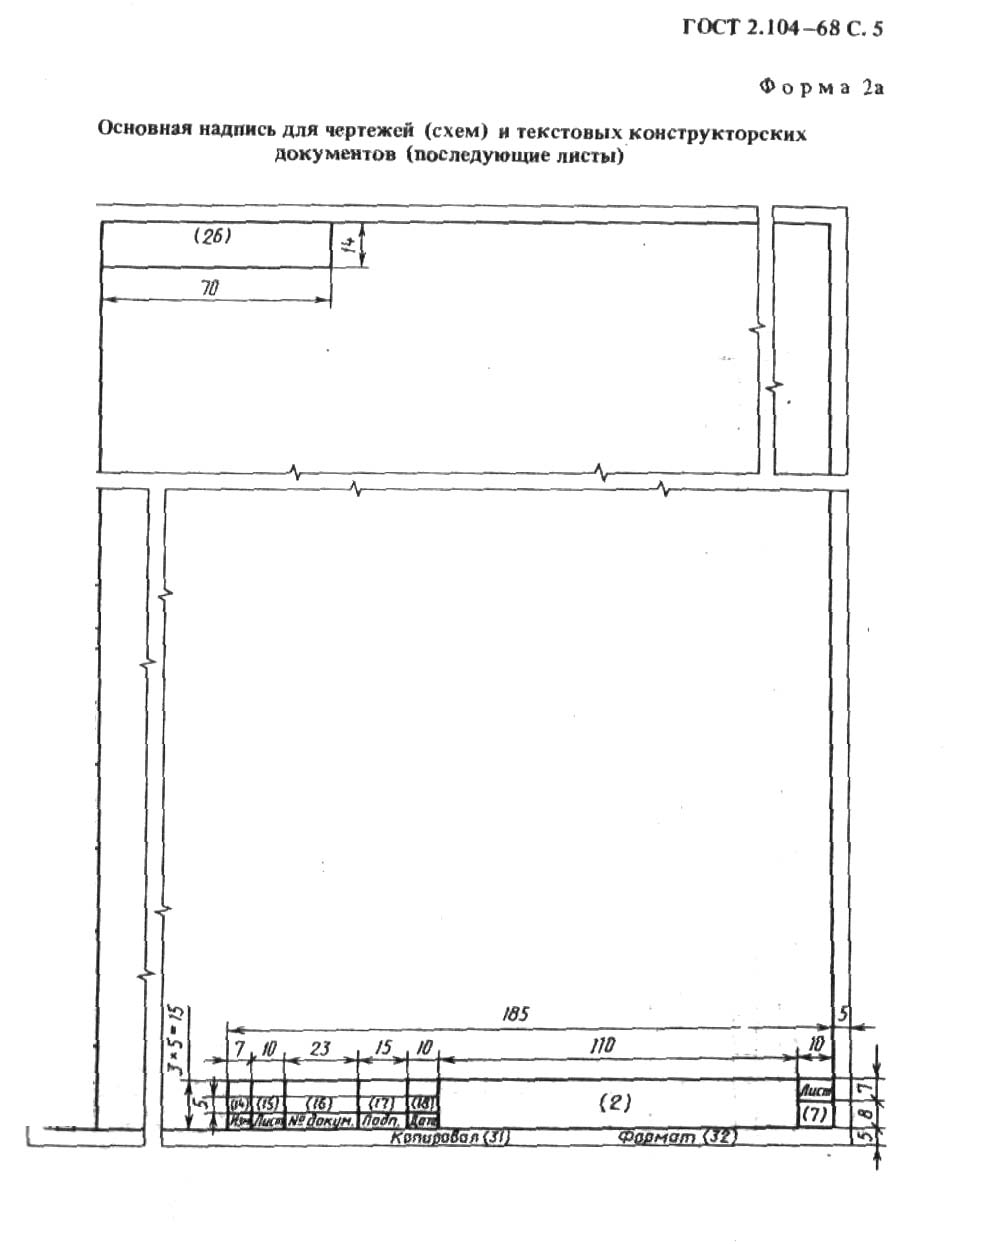 ГОСТ 2.104–68 С. 5
Форма 2а
Основная надпись для чертежей (схем) и текстовых конструкторских
документов (последующие листы)
(26)
14
70
185
5
3×5=15
7 10 23 15 10 110 10
5
Лист
7
(14) (15) (16) (17) (18)
(2)
(7)
8
Изм Лист № докум. Подп. Дата
Копировал (31) Формат (32)
5